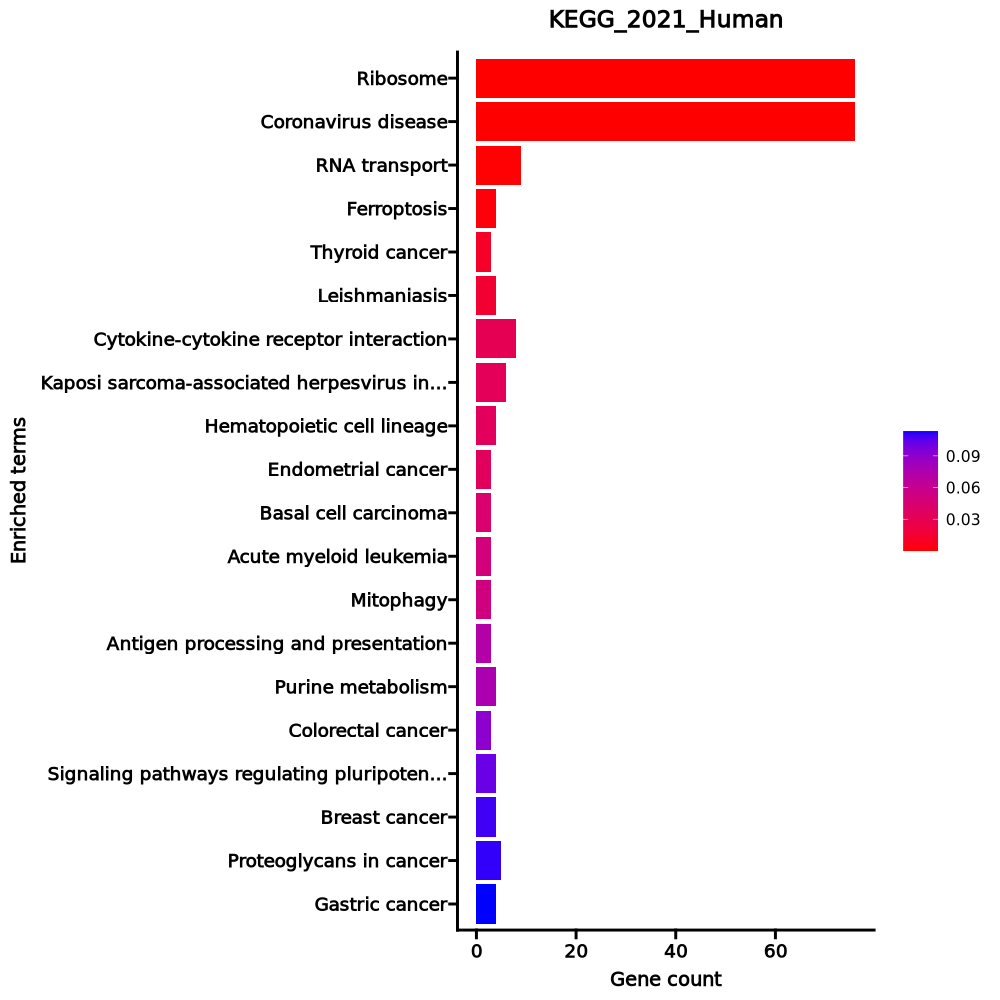 KEGG_2021_Human
Ribosome
Coronavirus disease
RNA transport
Ferroptosis
Thyroid cancer
Leishmaniasis
Cytokine-cytokine receptor interaction
Kaposi sarcoma-associated herpesvirus in...
Hematopoietic cell lineage
Endometrial cancer
Basal cell carcinoma
Acute myeloid leukemia
Mitophagy
Antigen processing and presentation
Purine metabolism
Colorectal cancer
Signaling pathways regulating pluripoten...
Breast cancer
Proteoglycans in cancer
Gastric cancer
Enriched terms
0 20 40 60
Gene count
0.09
0.06
0.03